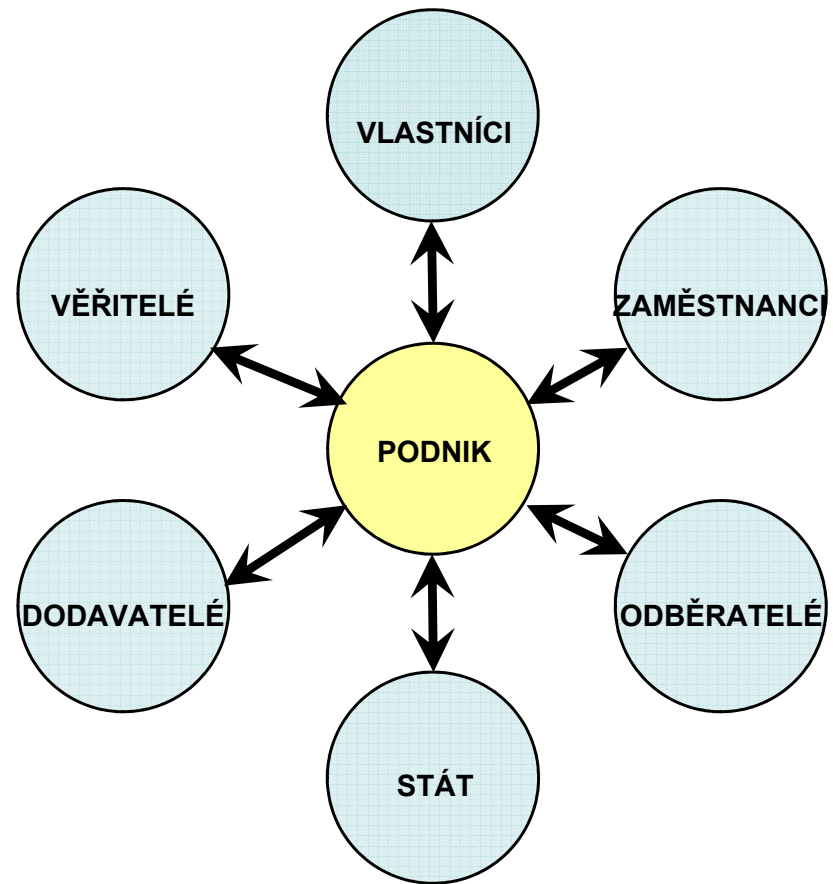 VLASTNÍCI
VĚŘITELÉ
ZAMĚSTNANCI
PODNIK
DODAVATELÉ
ODBĚRATELÉ
STÁT